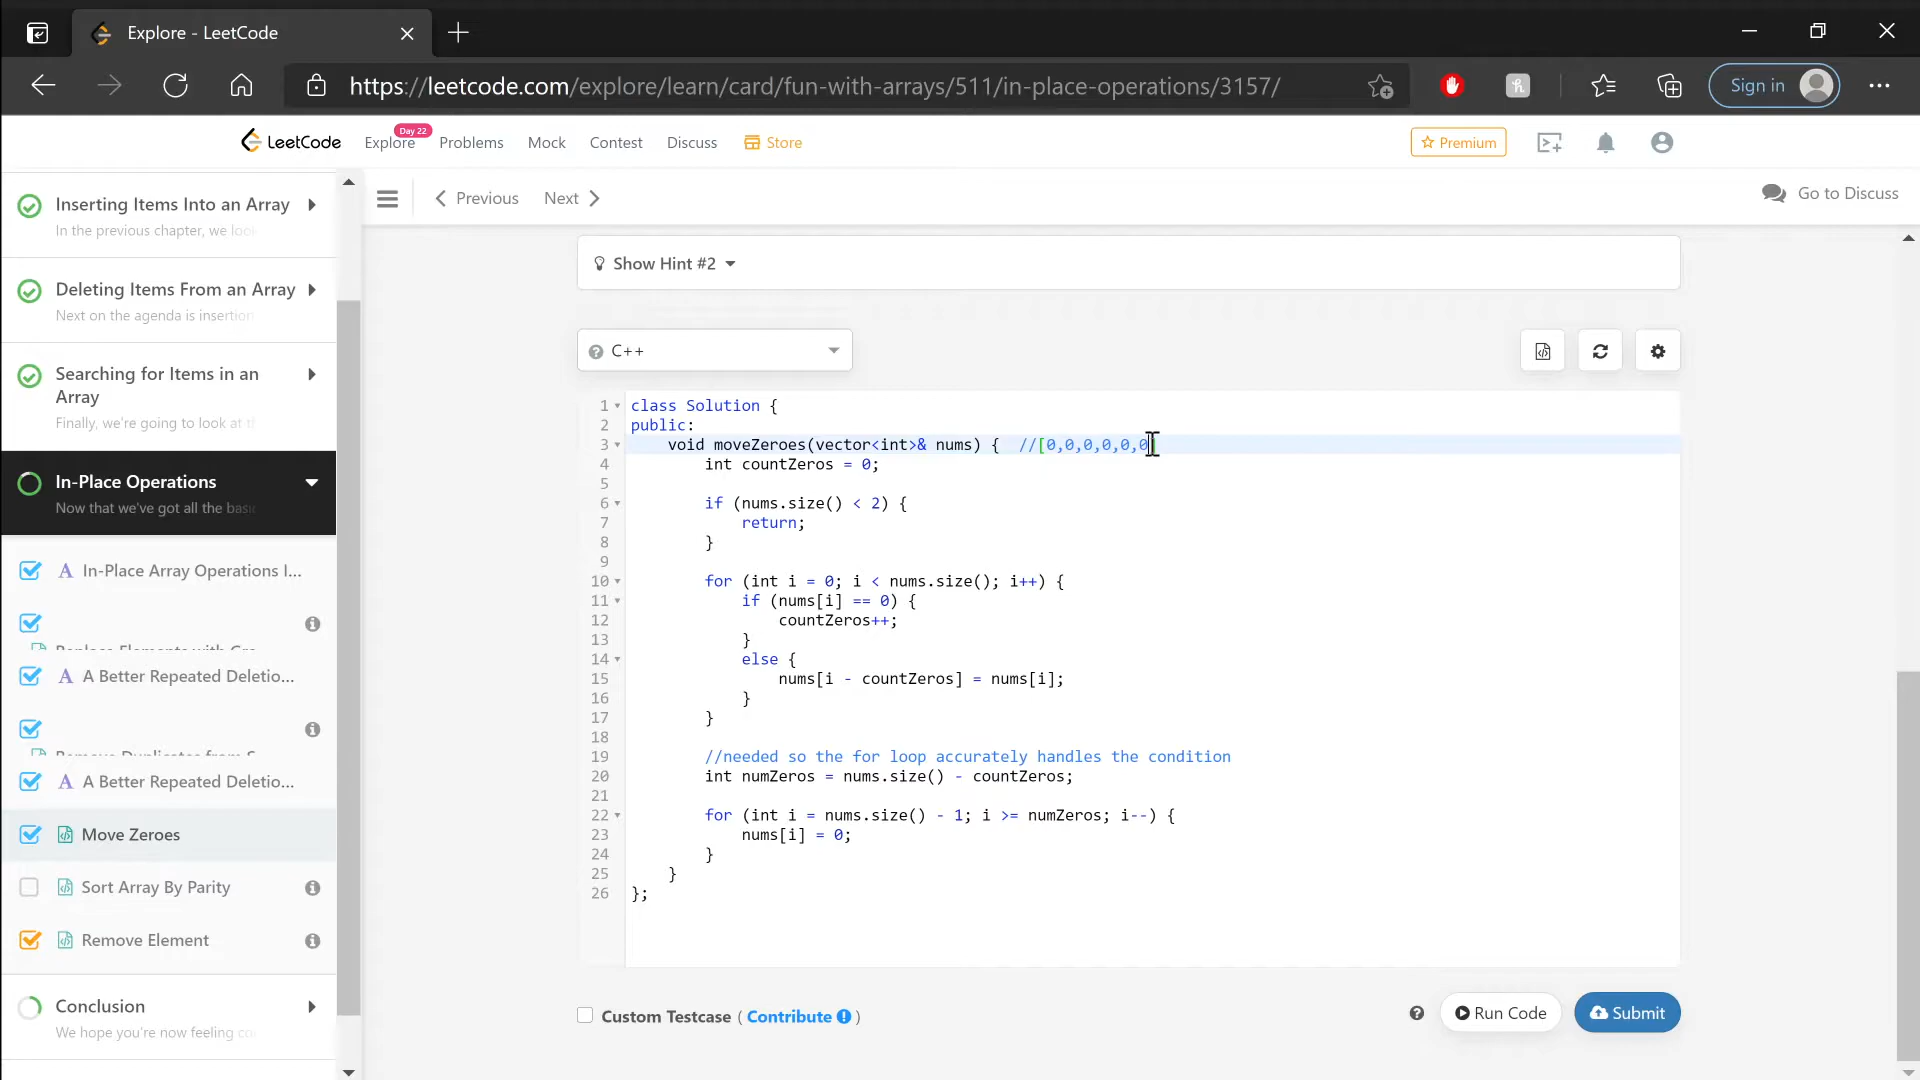 Explore - LeetCode
https://leetcode.com/explore/learn/card/fun-with-arrays/511/in-place-operations/3157/
Sign in
LeetCode
Explore
Day 22
Problems
Mock
Contest
Discuss
Store
Premium
Inserting Items Into an Array
In the previous chapter, we loo
Deleting Items From an Array
Next on the agenda is insertion
Searching for Items in an
Array
Finally, we're going to look at t
In-Place Operations
Now that we've got all the basi
In-Place Array Operations I...
A Better Repeated Deletio...
A Better Repeated Deletio...
Move Zeroes
Sort Array By Parity
Remove Element
Conclusion
We hope you're now feeling co
Previous
Next
Go to Discuss
Show Hint #2
C++
1 class Solution {
2 public:
3     void moveZeroes(vector<int>& nums) {  //[0,0,0,0,0,0]
4         int countZeros = 0;
5
6         if (nums.size() < 2) {
7             return;
8         }
9
10         for (int i = 0; i < nums.size(); i++) {
11             if (nums[i] == 0) {
12                 countZeros++;
13             }
14             else {
15                 nums[i - countZeros] = nums[i];
16             }
17         }
18
19         //needed so the for loop accurately handles the condition
20         int numZeros = nums.size() - countZeros;
21
22         for (int i = nums.size() - 1; i >= numZeros; i--) {
23             nums[i] = 0;
24         }
25     }
26 };
Custom Testcase ( Contribute )
Run Code
Submit